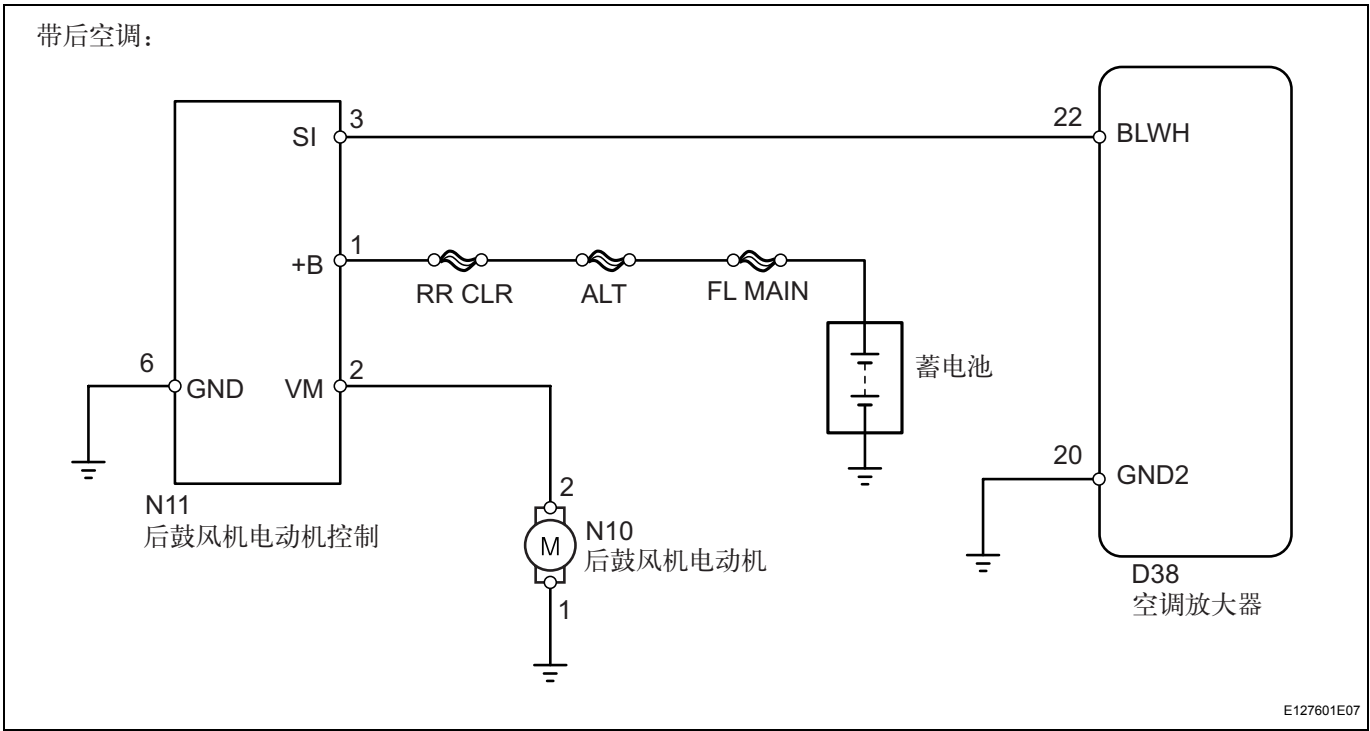 带后空调：
3
22
SI
BLWH
1
+B
RR CLR
ALT
FL MAIN
6
2
蓄电池
GND
VM
20
GND2
2
N11
后鼓风机电动机控制
N10
M
后鼓风机电动机
D38
空调放大器
1
E127601E07